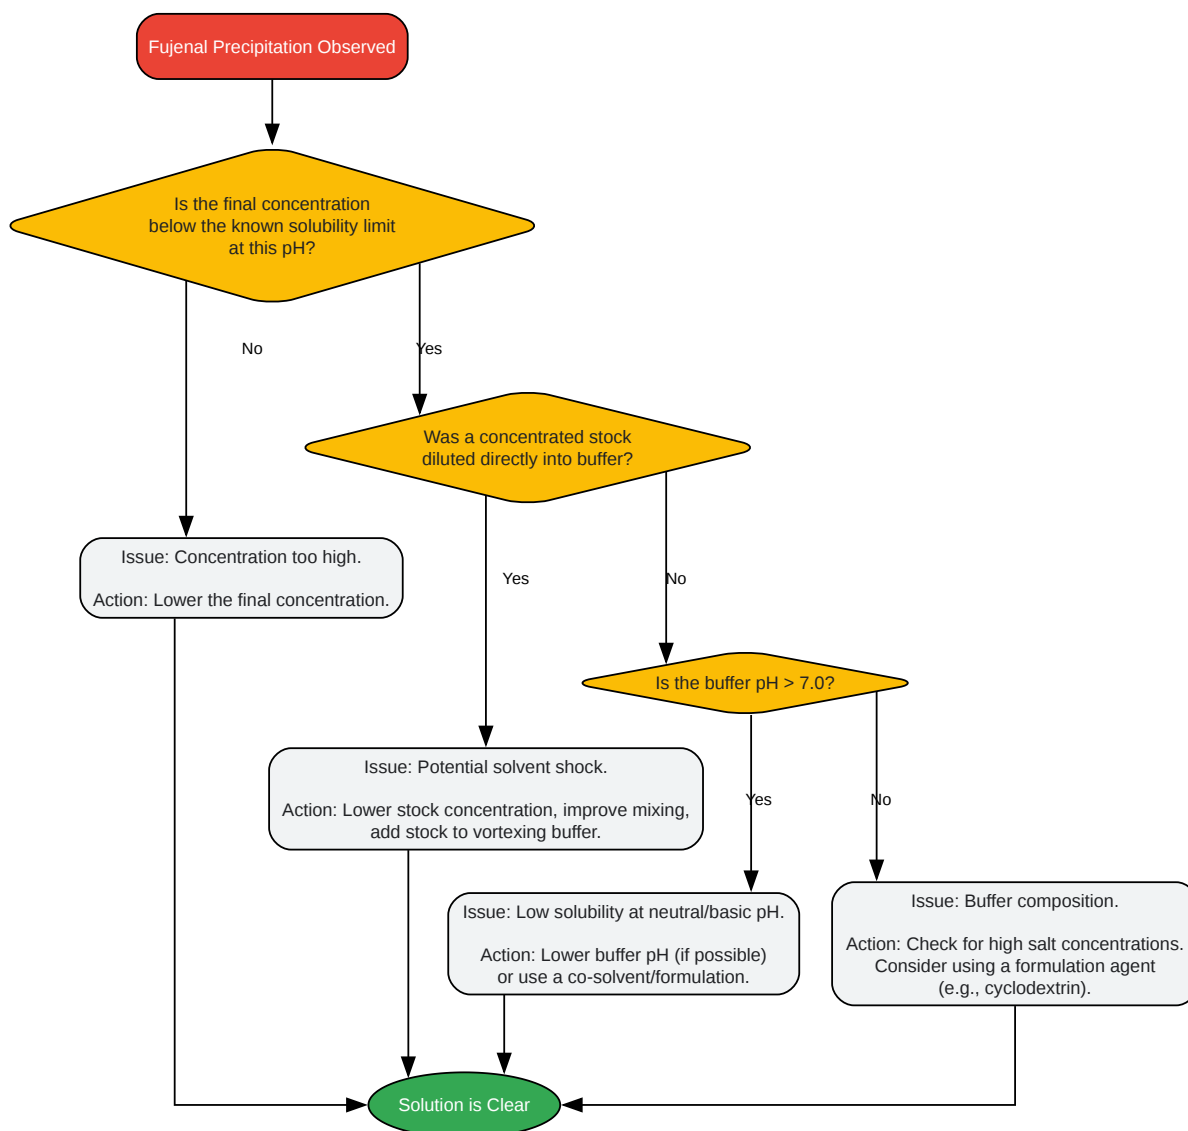 Fujenal Precipitation Observed
Is the final concentration
below the known solubility limit
at this pH?
No
Yes
Was a concentrated stock
diluted directly into buffer?
Issue: Concentration too high.
Action: Lower the final concentration.
Yes
No
Is the buffer pH > 7.0?
Issue: Potential solvent shock.
Action: Lower stock concentration, improve mixing,
add stock to vortexing buffer.
Yes
No
Issue: Low solubility at neutral/basic pH.
Action: Lower buffer pH (if possible)
or use a co-solvent/formulation.
Issue: Buffer composition.
Action: Check for high salt concentrations.
Consider using a formulation agent
(e.g., cyclodextrin).
Solution is Clear